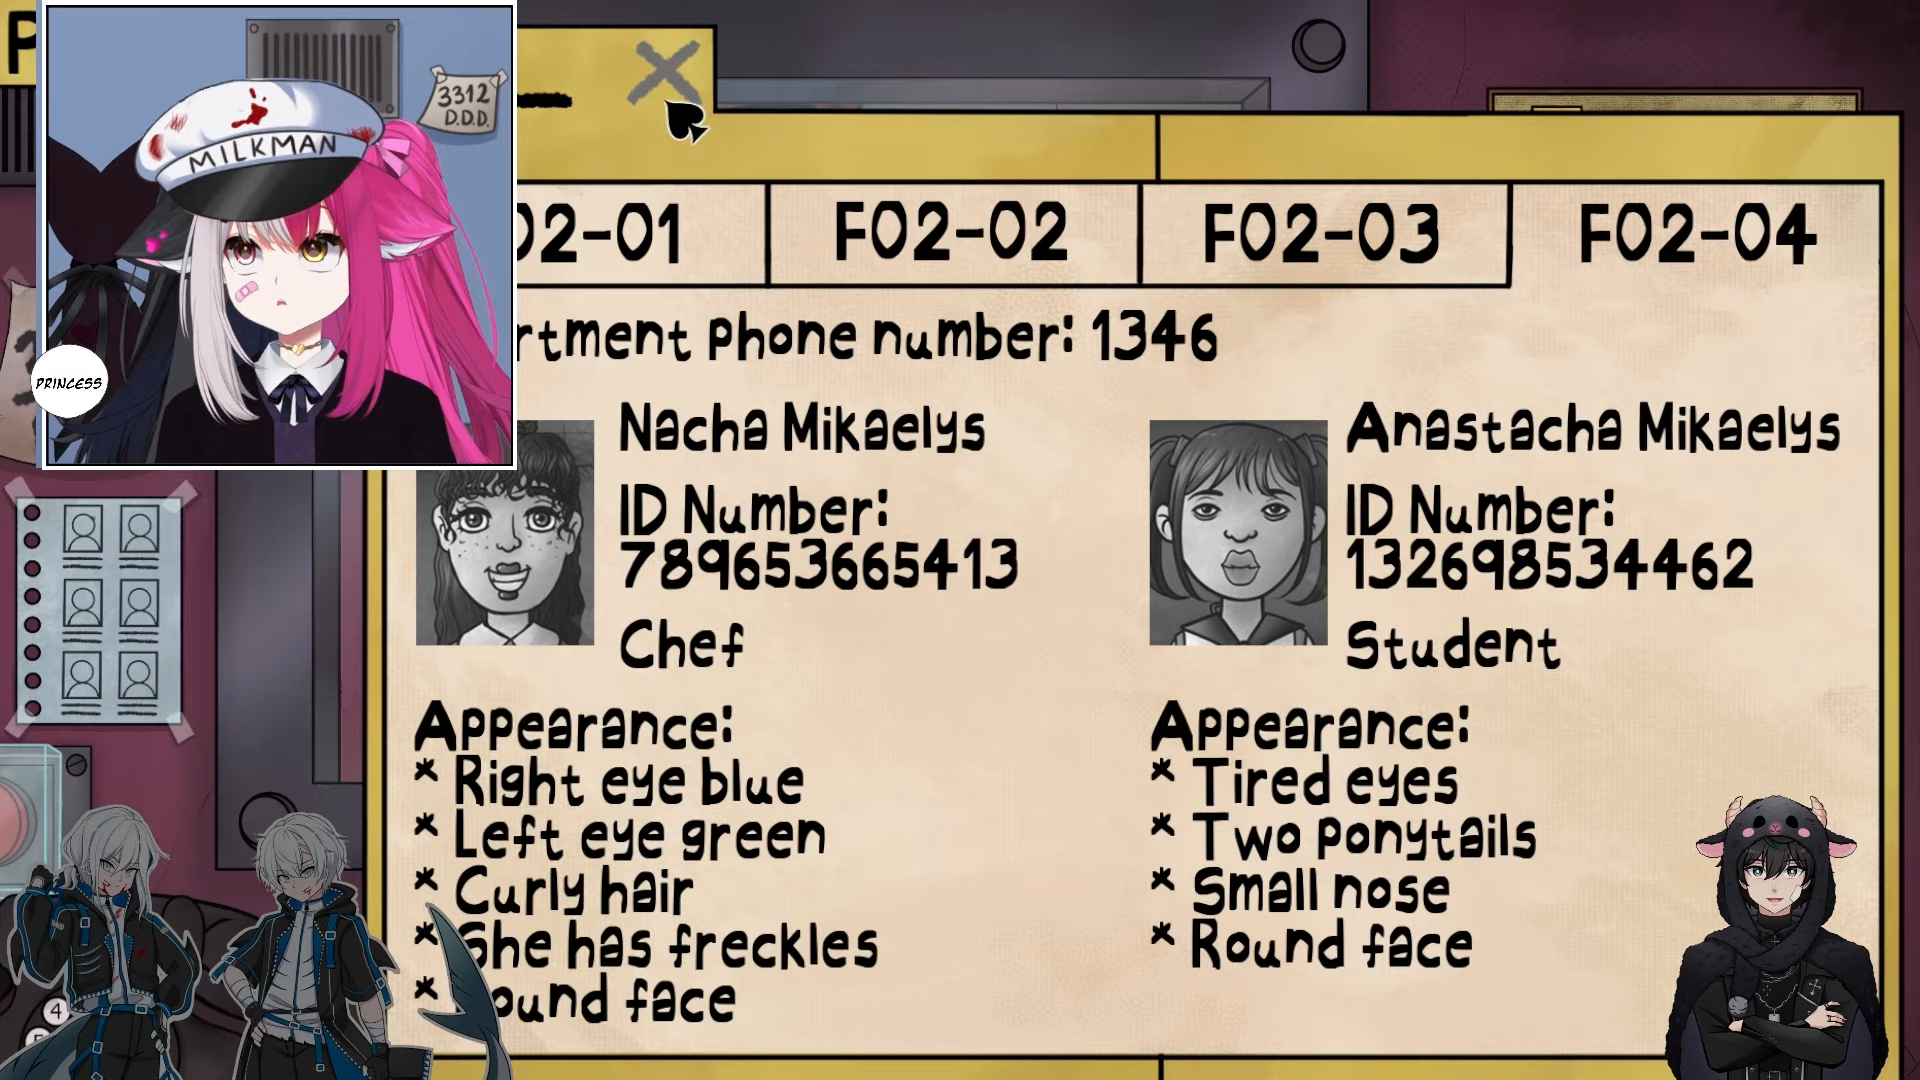 3312
D.D.D.
MILKMAN
PRINCESS
02-01
F02-02
F02-03
F02-04
rtment phone number: 1346
Nacha Mikaelys
ID Number:
789653665413
Chef
Appearance:
* Right eye blue
* Left eye green
* Curly hair
* She has freckles
* ound face
Anastacha Mikaelys
ID Number:
132698534462
Student
Appearance:
* Tired eyes
* Two ponytails
* Small nose
* Round face
4